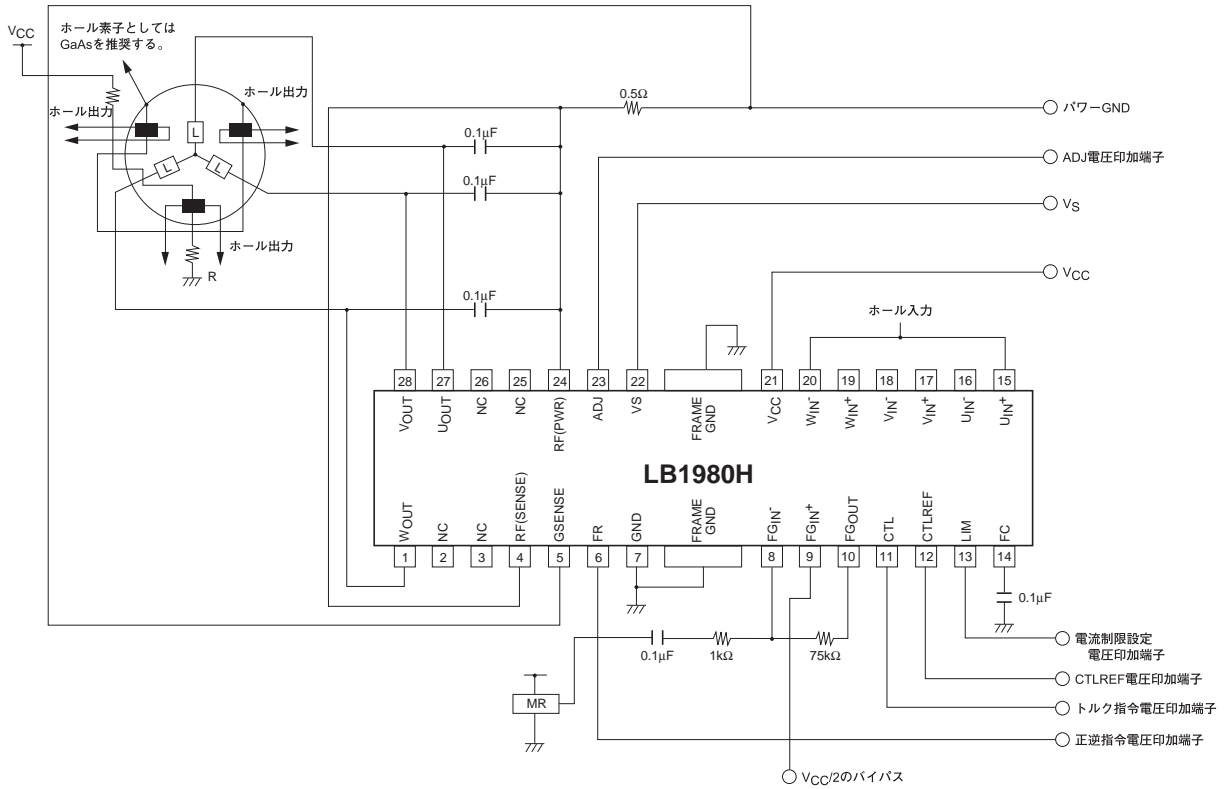 VCC
ホール素子としては
GaAsを推奨する。
ホール出力
ホール出力
L
L
L
ホール出力
R
0.5Ω
パワーGND
0.1μF
ADJ電圧印加端子
0.1μF
VS
VCC
0.1μF
ホール入力
28 27 26 25 24 23 22 21 20 19 18 17 16 15
VOUT UOUT NC NC RF(PWR) ADJ VS FRAME GND VCC WIN- WIN+ VIN- VIN+ UIN- UIN+
LB1980H
WOUT NC NC RF(SENSE) GSENSE FR GND FRAME GND FGIN- FGIN+ FGOUT CTL CTLREF LIM FC
1 2 3 4 5 6 7 8 9 10 11 12 13 14
0.1μF
0.1μF 1kΩ 75kΩ
電流制限設定
電圧印加端子
CTLREF電圧印加端子
MR
トルク指令電圧印加端子
正逆指令電圧印加端子
VCC/2のバイパス